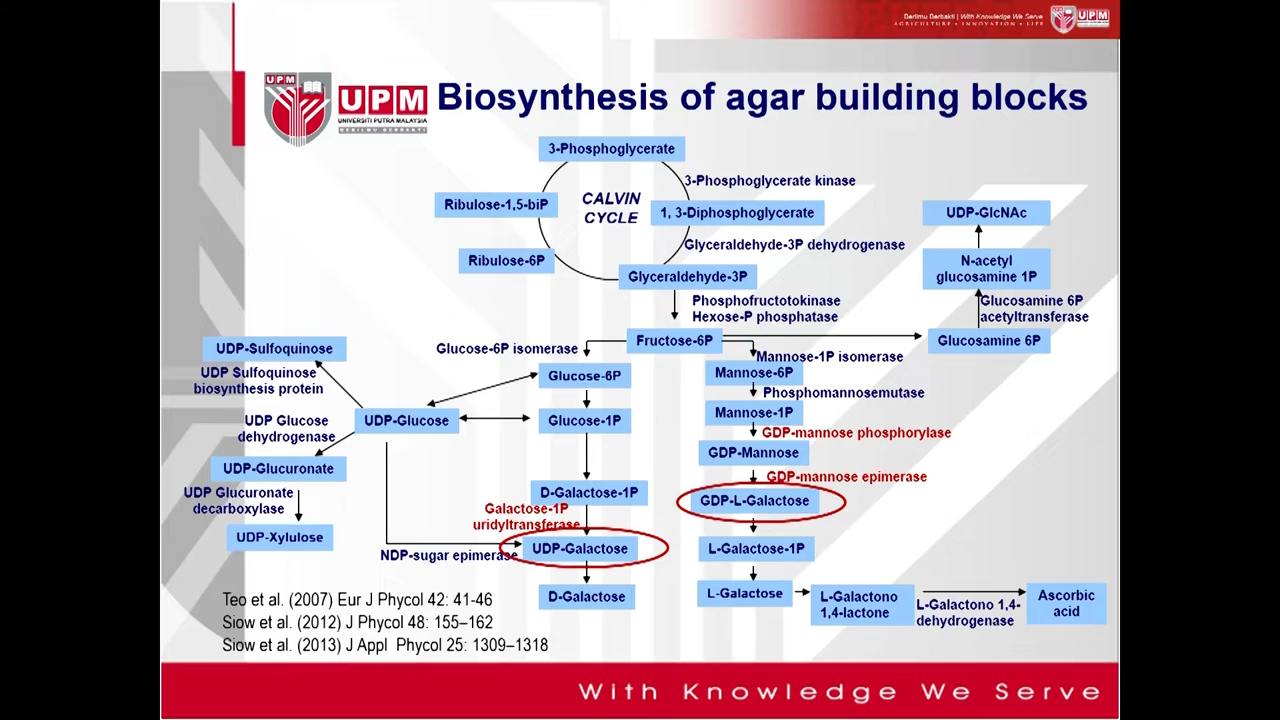 Berilmu Berbakti | With Knowledge We Serve
AGRICULTURE • INNOVATION • LIFE
UPM
UPM
UPM
UNIVERSITI PUTRA MALAYSIA
BERILMU BERBAKTI
Biosynthesis of agar building blocks
3-Phosphoglycerate
3-Phosphoglycerate kinase
CALVIN
CYCLE
Ribulose-1,5-biP
1, 3-Diphosphoglycerate
UDP-GlcNAc
Glyceraldehyde-3P dehydrogenase
Ribulose-6P
Glyceraldehyde-3P
N-acetyl
glucosamine 1P
Phosphofructotokinase
Hexose-P phosphatase
Glucosamine 6P
acetyltransferase
Fructose-6P
Glucosamine 6P
UDP-Sulfoquinose
Glucose-6P isomerase
Mannose-1P isomerase
UDP Sulfoquinose
biosynthesis protein
Glucose-6P
Mannose-6P
Phosphomannosemutase
UDP-Glucose
Glucose-1P
Mannose-1P
UDP Glucose
dehydrogenase
GDP-mannose phosphorylase
GDP-Mannose
UDP-Glucuronate
GDP-mannose epimerase
UDP Glucuronate
decarboxylase
D-Galactose-1P
GDP-L-Galactose
Galactose-1P
uridyltransferase
UDP-Xylulose
NDP-sugar epimerase
UDP-Galactose
L-Galactose-1P
D-Galactose
L-Galactose
L-Galactono
1,4-lactone
L-Galactono 1,4-
dehydrogenase
Ascorbic
acid
Teo et al. (2007) Eur J Phycol 42: 41-46
Siow et al. (2012) J Phycol 48: 155–162
Siow et al. (2013) J Appl Phycol 25: 1309–1318
With Knowledge We Serve